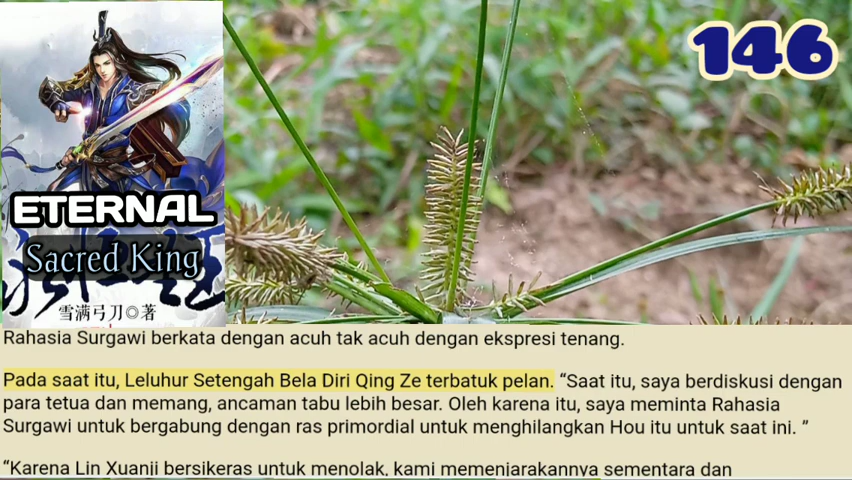 146
ETERNAL
Sacred King
雪满弓刀◎著
Rahasia Surgawi berkata dengan acuh tak acuh dengan ekspresi tenang.
Pada saat itu, Leluhur Setengah Bela Diri Qing Ze terbatuk pelan. “Saat itu, saya berdiskusi dengan
para tetua dan memang, ancaman tabu lebih besar. Oleh karena itu, saya meminta Rahasia
Surgawi untuk bergabung dengan ras primordial untuk menghilangkan Hou itu untuk saat ini. ”
“Karena Lin Xuanji bersikeras untuk menolak, kami memenjarakannya sementara dan